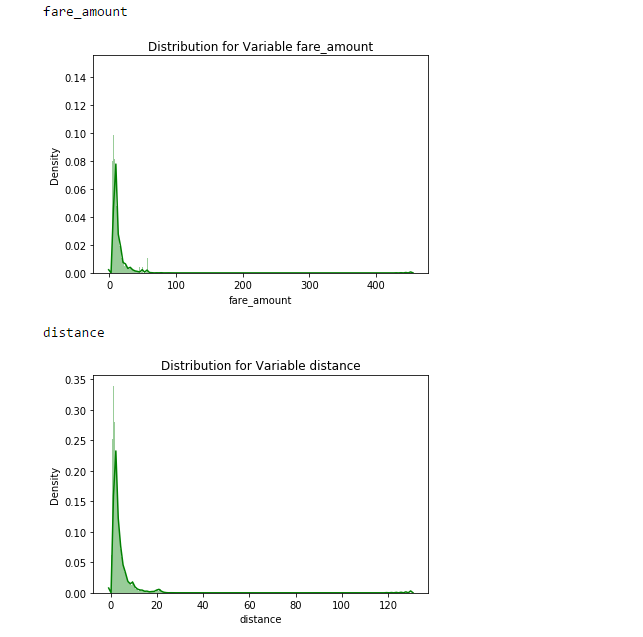 fare_amount
Distribution for Variable fare_amount
0.14
0.12
0.10
0.08
0.06
0.04
0.02
0.00
Density
0 100 200 300 400
fare_amount
distance
Distribution for Variable distance
0.35
0.30
0.25
0.20
0.15
0.10
0.05
0.00
Density
0 20 40 60 80 100 120
distance